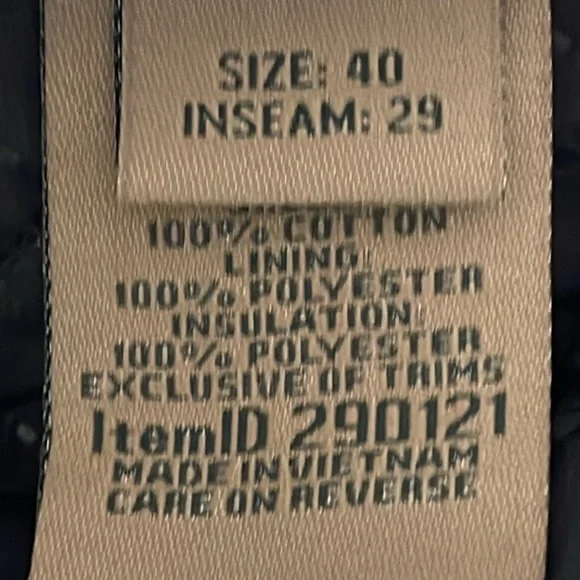 SIZE: 40
INSEAM: 29
100% COTTON
LINING:
100% POLYESTER
INSULATION:
100% POLYESTER
EXCLUSIVE OF TRIMS
ItemID 290121
MADE IN VIETNAM
CARE ON REVERSE